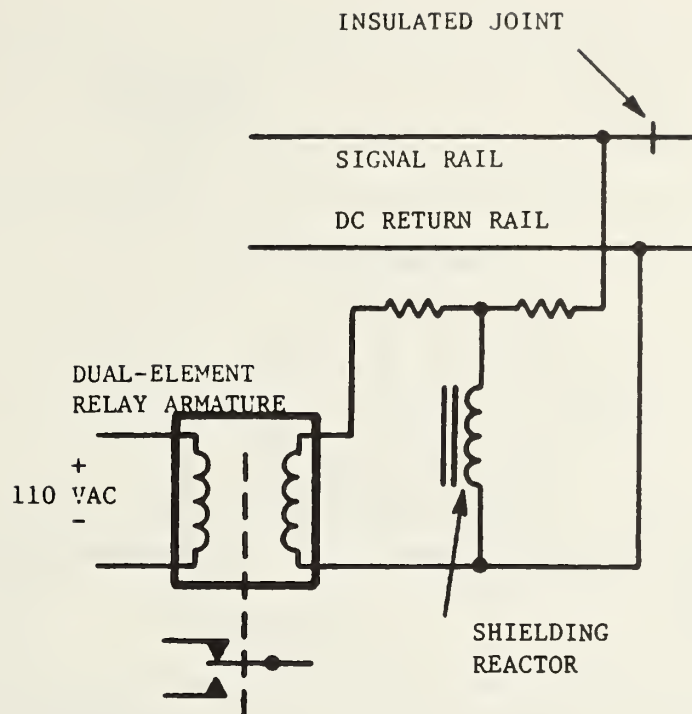 INSULATED JOINT
SIGNAL RAIL
DC RETURN RAIL
DUAL-ELEMENT
RELAY ARMATURE
+
110 VAC
-
SHIELDING
REACTOR